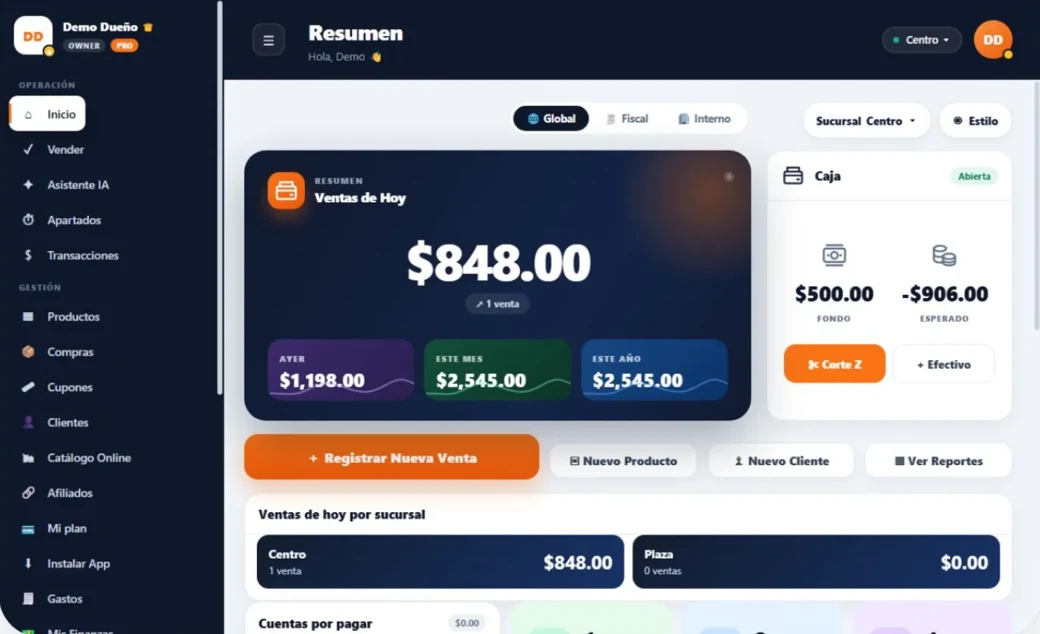 DD
Demo Dueño
OWNER PRO
OPERACIÓN
Inicio
Vender
Asistente IA
Apartados
Transacciones
GESTIÓN
Productos
Compras
Cupones
Clientes
Catálogo Online
Afiliados
Mi plan
Instalar App
Gastos
Mis Finanzas
Resumen
Hola, Demo 👋
Centro
DD
Global
Fiscal
Interno
Sucursal Centro
Estilo
RESUMEN
Ventas de Hoy
$848.00
↗ 1 venta
AYER
$1,198.00
ESTE MES
$2,545.00
ESTE AÑO
$2,545.00
Caja
Abierta
$500.00
FONDO
-$906.00
ESPERADO
✂ Corte Z
+ Efectivo
+ Registrar Nueva Venta
Nuevo Producto
Nuevo Cliente
Ver Reportes
Ventas de hoy por sucursal
Centro
1 venta
$848.00
Plaza
0 ventas
$0.00
Cuentas por pagar
$0.00